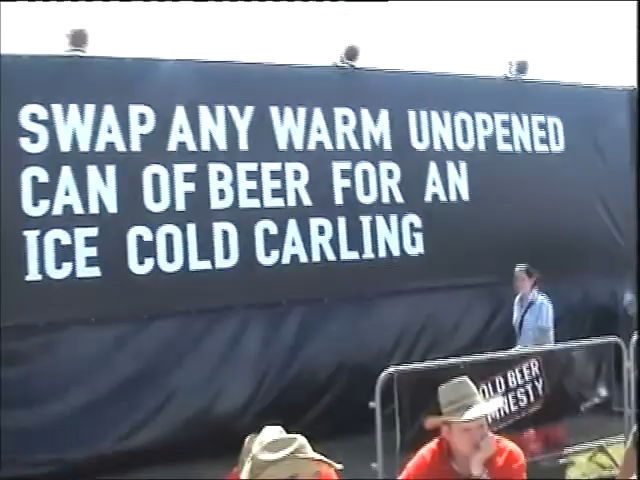 SWAP ANY WARM UNOPENED
CAN OF BEER FOR AN
ICE COLD CARLING
OLD BEER
MNESTY